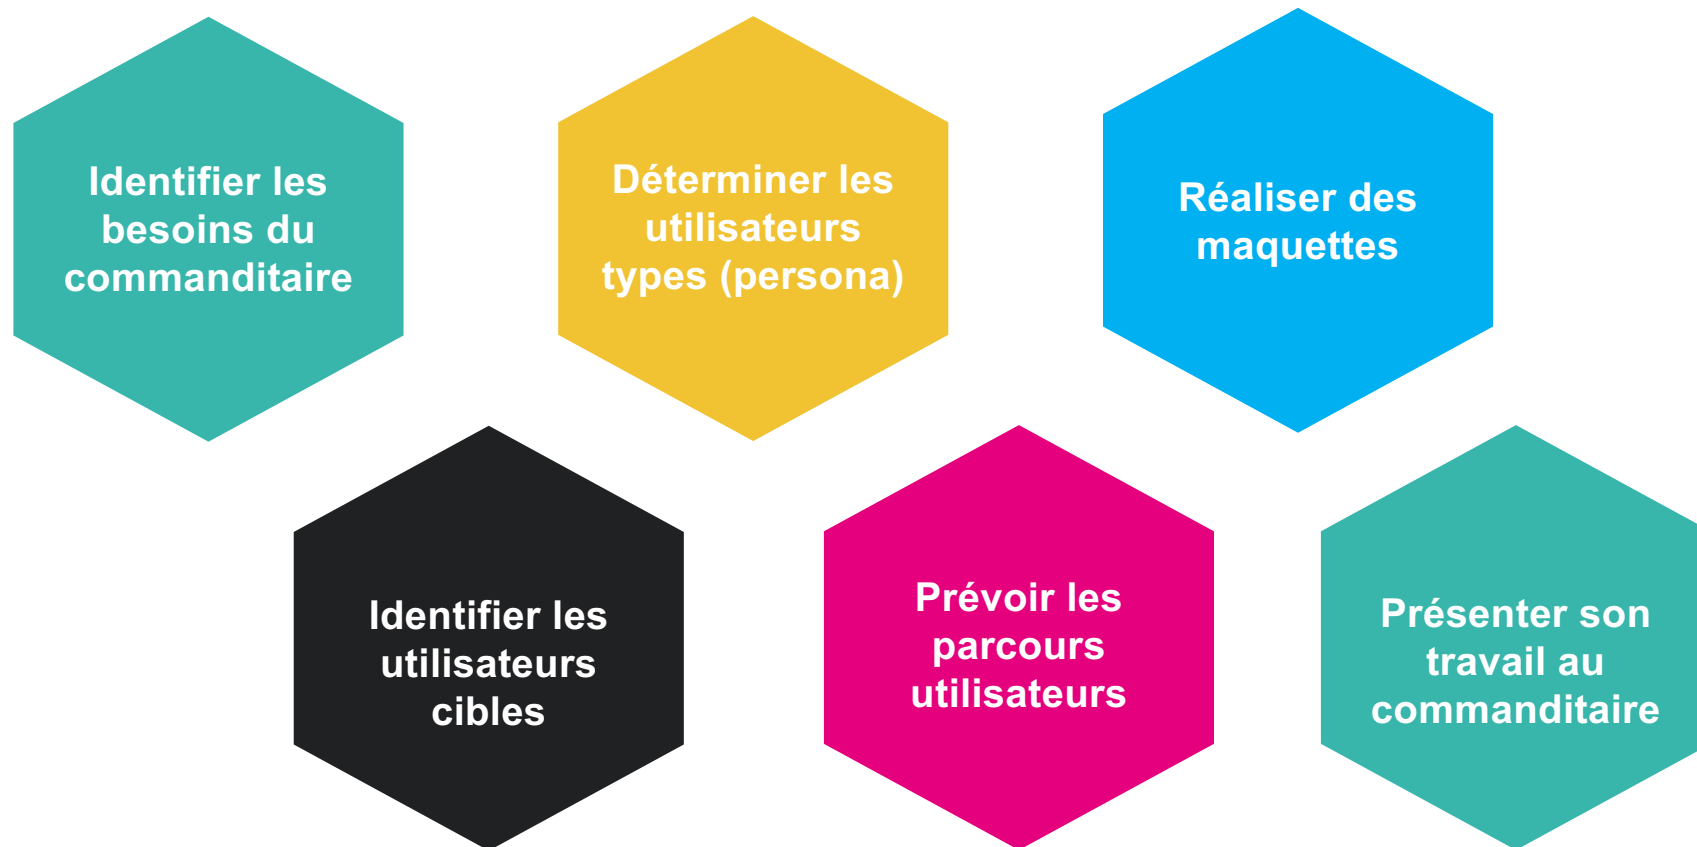 Identifier les
besoins du
commanditaire
Déterminer les
utilisateurs
types (persona)
Réaliser des
maquettes
Identifier les
utilisateurs
cibles
Prévoir les
parcours
utilisateurs
Présenter son
travail au
commanditaire